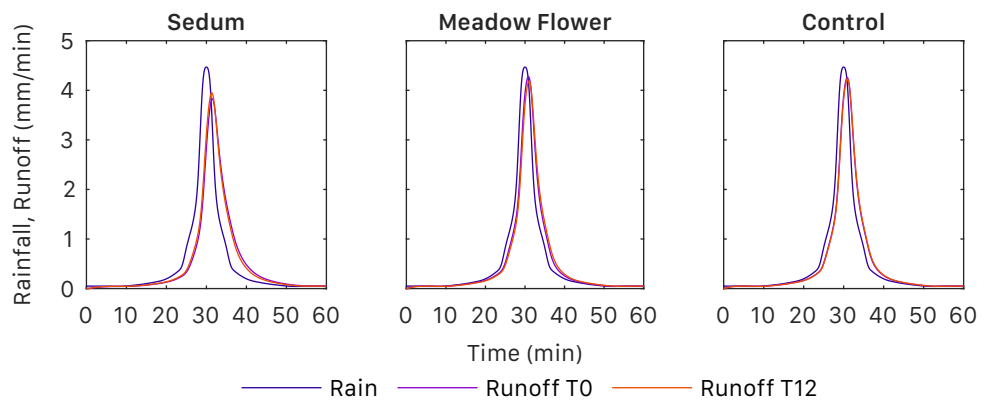 Sedum
Meadow Flower
Control
Rainfall, Runoff (mm/min)
5
4
3
2
1
0
0 10 20 30 40 50 60
0 10 20 30 40 50 60
0 10 20 30 40 50 60
Time (min)
Rain
Runoff T0
Runoff T12